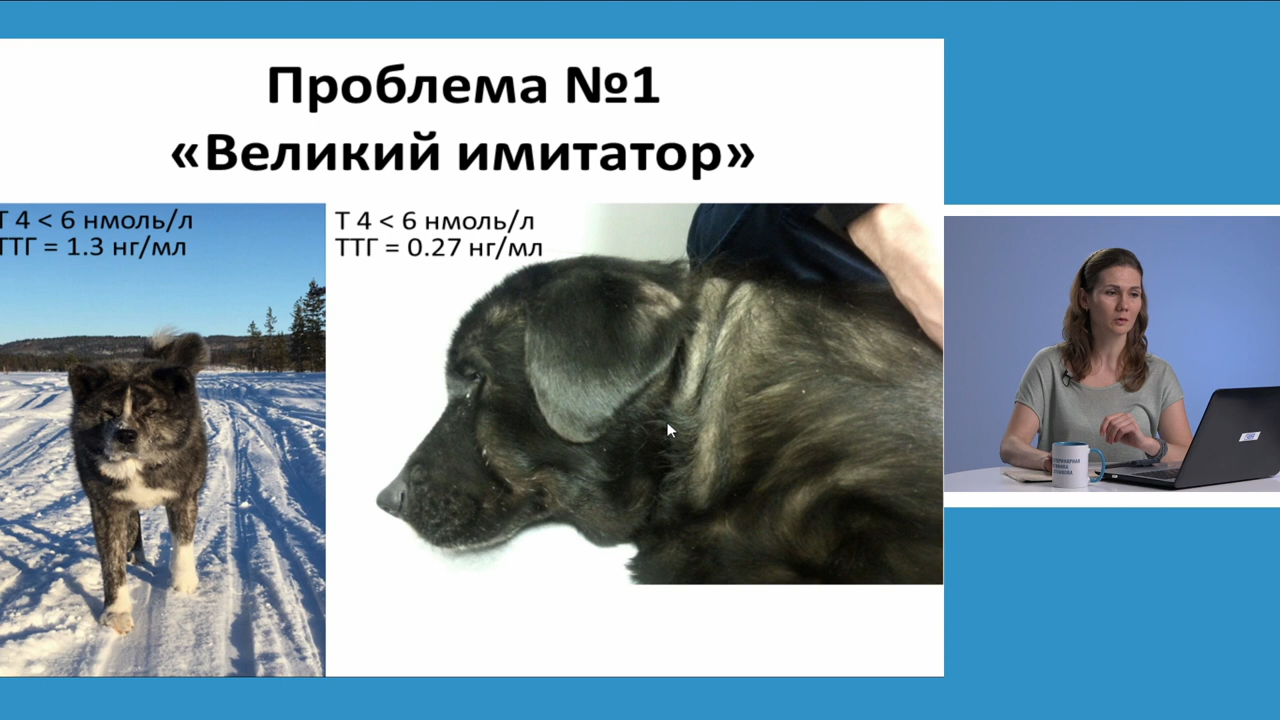 Проблема №1
«Великий имитатор»
Т 4 < 6 нмоль/л
ТТГ = 1.3 нг/мл
Т 4 < 6 нмоль/л
ТТГ = 0.27 нг/мл